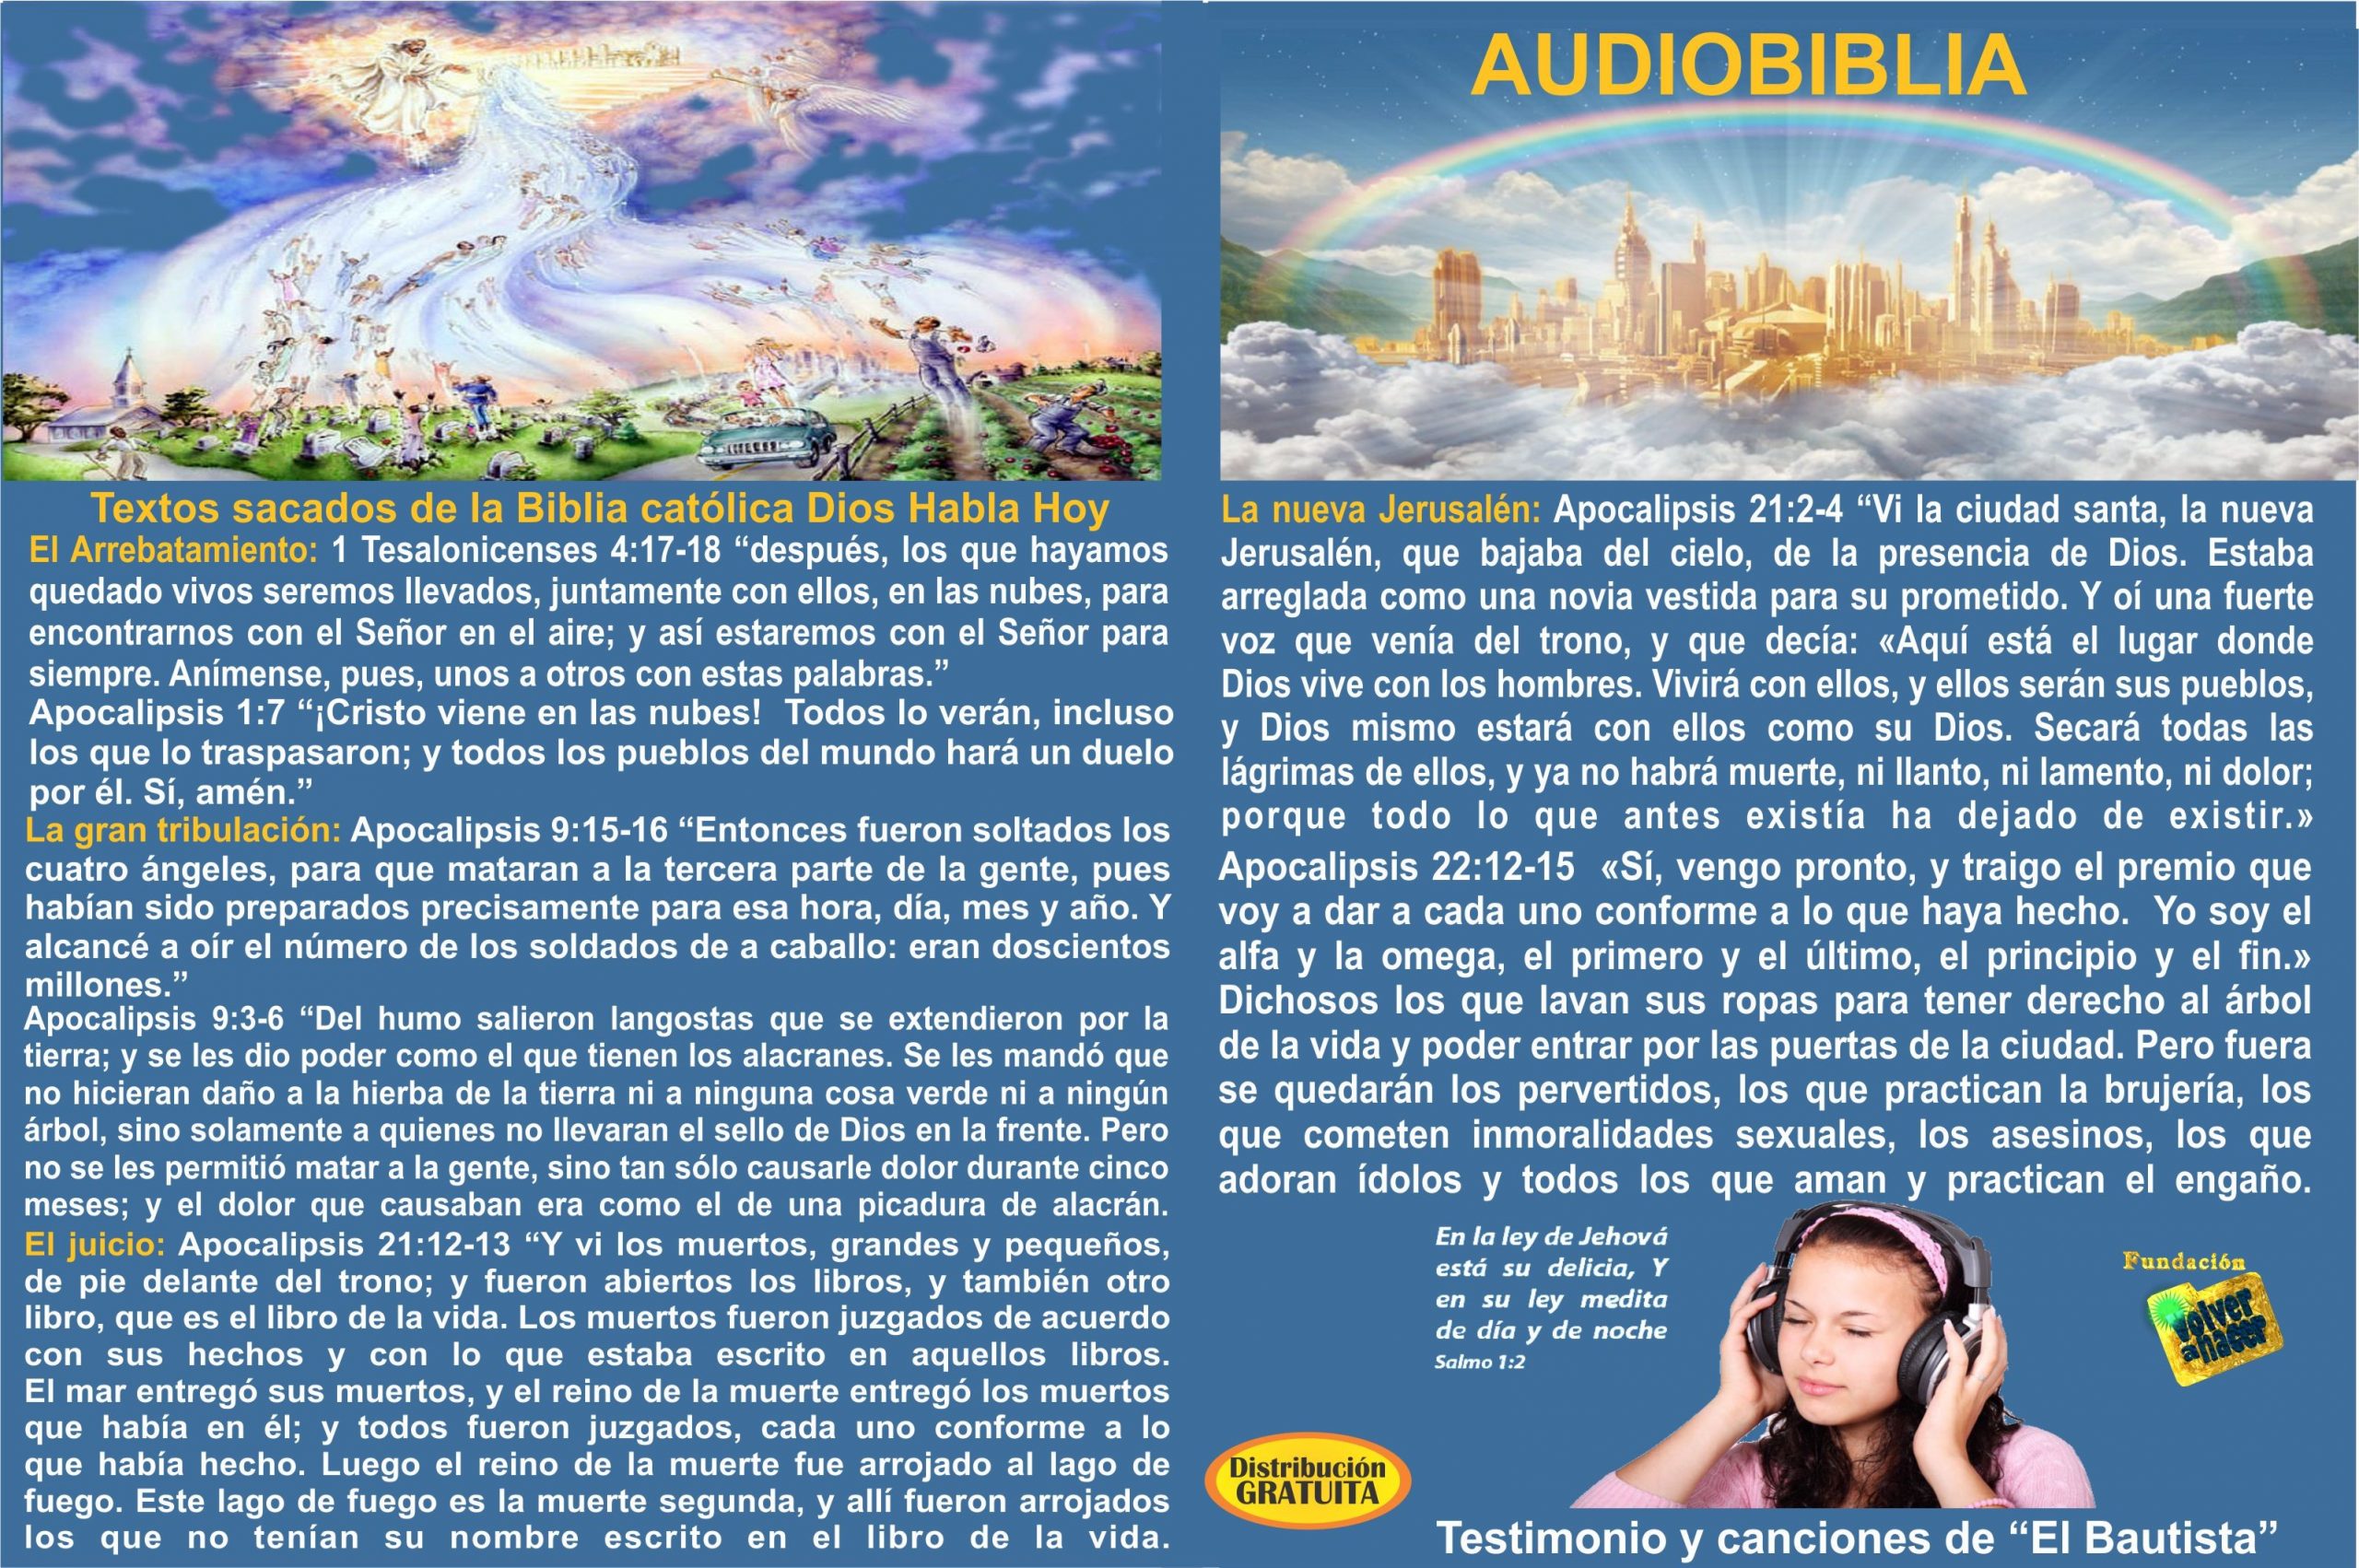 Textos sacados de la Biblia católica Dios Habla Hoy
El Arrebatamiento: 1 Tesalonicenses 4:17-18 “después, los que hayamos
quedado vivos seremos llevados, juntamente con ellos, en las nubes, para
encontrarnos con el Señor en el aire; y así estaremos con el Señor para
siempre. Anímense, pues, unos a otros con estas palabras.”
Apocalipsis 1:7 “¡Cristo viene en las nubes! Todos lo verán, incluso
los que lo traspasaron; y todos los pueblos del mundo hará un duelo
por él. Sí, amén.”
La gran tribulación: Apocalipsis 9:15-16 “Entonces fueron soltados los
cuatro ángeles, para que mataran a la tercera parte de la gente, pues
habían sido preparados precisamente para esa hora, día, mes y año. Y
alcancé a oír el número de los soldados de a caballo: eran doscientos
millones.”
Apocalipsis 9:3-6 “Del humo salieron langostas que se extendieron por la
tierra; y se les dio poder como el que tienen los alacranes. Se les mandó que
no hicieran daño a la hierba de la tierra ni a ninguna cosa verde ni a ningún
árbol, sino solamente a quienes no llevaran el sello de Dios en la frente. Pero
no se les permitió matar a la gente, sino tan sólo causarle dolor durante cinco
meses; y el dolor que causaban era como el de una picadura de alacrán.
El juicio: Apocalipsis 21:12-13 “Y vi los muertos, grandes y pequeños,
de pie delante del trono; y fueron abiertos los libros, y también otro
libro, que es el libro de la vida. Los muertos fueron juzgados de acuerdo
con sus hechos y con lo que estaba escrito en aquellos libros.
El mar entregó sus muertos, y el reino de la muerte entregó los muertos
que había en él; y todos fueron juzgados, cada uno conforme a lo
que había hecho. Luego el reino de la muerte fue arrojado al lago de
fuego. Este lago de fuego es la muerte segunda, y allí fueron arrojados
los que no tenían su nombre escrito en el libro de la vida.
AUDIOBIBLIA
La nueva Jerusalén: Apocalipsis 21:2-4 “Vi la ciudad santa, la nueva
Jerusalén, que bajaba del cielo, de la presencia de Dios. Estaba
arreglada como una novia vestida para su prometido. Y oí una fuerte
voz que venía del trono, y que decía: «Aquí está el lugar donde
Dios vive con los hombres. Vivirá con ellos, y ellos serán sus pueblos,
y Dios mismo estará con ellos como su Dios. Secará todas las
lágrimas de ellos, y ya no habrá muerte, ni llanto, ni lamento, ni dolor;
porque todo lo que antes existía ha dejado de existir.»
Apocalipsis 22:12-15 «Sí, vengo pronto, y traigo el premio que
voy a dar a cada uno conforme a lo que haya hecho. Yo soy el
alfa y la omega, el primero y el último, el principio y el fin.»
Dichosos los que lavan sus ropas para tener derecho al árbol
de la vida y poder entrar por las puertas de la ciudad. Pero fuera
se quedarán los pervertidos, los que practican la brujería, los
que cometen inmoralidades sexuales, los asesinos, los que
adoran ídolos y todos los que aman y practican el engaño.
En la ley de Jehová
está su delicia, Y
en su ley medita
de día y de noche
Salmo 1:2
Fundación
volver
a nacer
Distribución
GRATUITA
Testimonio y canciones de “El Bautista”